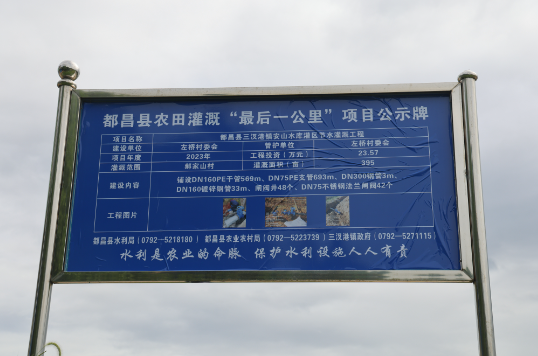 都昌县农田灌溉“最后一公里”项目公示牌
项目名称 都昌县三汊港镇安山水库灌区节水灌溉工程
建设单位 左桥村委会 管护单位 左桥村委会
项目年度 2023年 工程投资（万元） 23.57
灌溉范围 鲜家山村 灌溉面积（亩） 395
建设内容 铺设DN160PE干管569m、DN75PE支管693m、DN300砼管3m、
DN160镀锌钢管33m、闸阀井48个、DN75不锈钢法兰闸阀42个
工程图片
都昌县水利局（0792-5218180） 都昌县农业农村局（0792-5223739） 三汊港镇政府（0792-5271115
水利是农业的命脉 保护水利设施人人有责